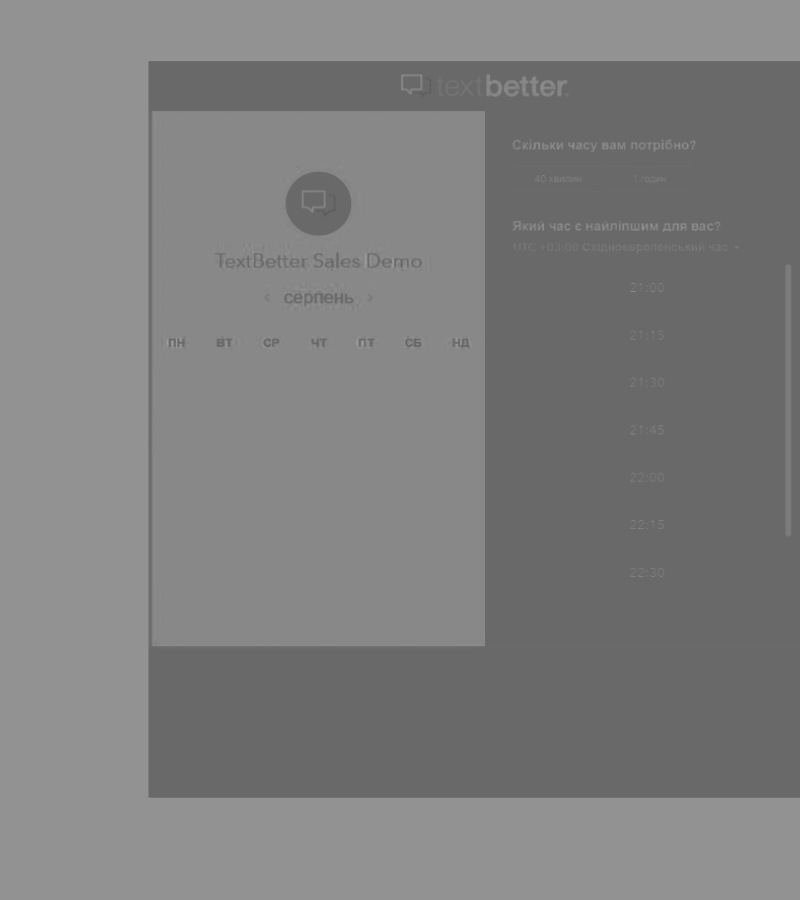 textbetter.
TextBetter Sales Demo
‹ серпень ›
ПН ВТ СР ЧТ ПТ СБ НД
Скільки часу вам потрібно?
40 хвилин 1 годин
Який час є найліпшим для вас?
UTC +03:00 Східноєвропейський час
21:00
21:15
21:30
21:45
22:00
22:15
22:30